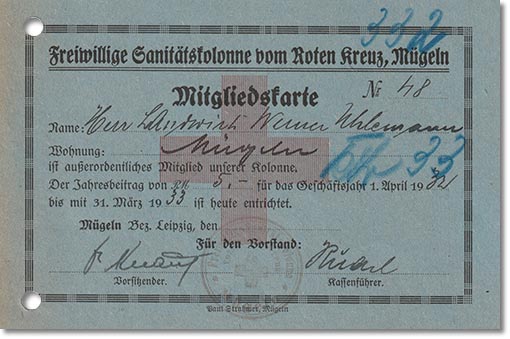 332
Freiwillige Sanitätskolonne vom Roten Kreuz, Mügeln
Mitgliedskarte № 48
Name: Herr Landwirt Werner Uhlemann
Wohnung: Mügeln
33
ist außerordentliches Mitglied unserer Kolonne.
Der Jahresbeitrag von RM 5,- für das Geschäftsjahr 1. April 1932
bis mit 31. März 1933 ist heute entrichtet.
Mügeln Bez. Leipzig, den
Für den Vorstand:
Vorsitzender. Kassenführer.
Paul Strahmer, Mügeln